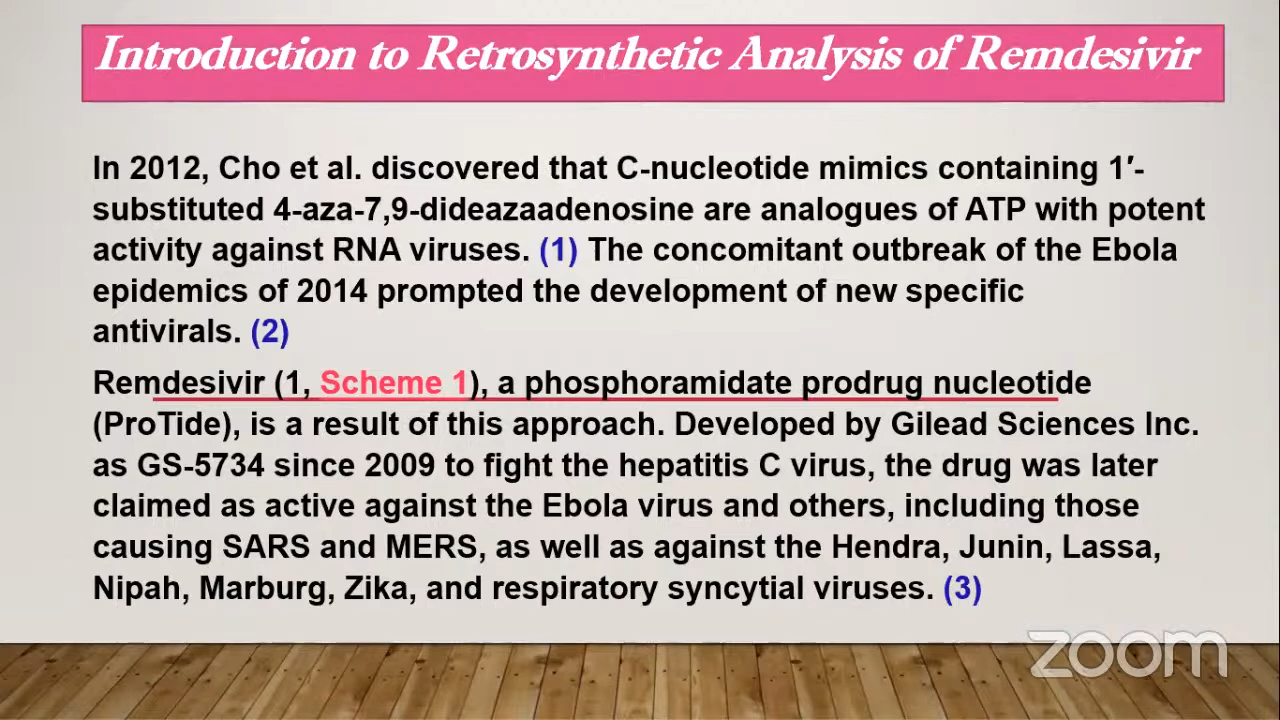 Introduction to Retrosynthetic Analysis of Remdesivir
In 2012, Cho et al. discovered that C-nucleotide mimics containing 1′-
substituted 4-aza-7,9-dideazaadenosine are analogues of ATP with potent
activity against RNA viruses. (1) The concomitant outbreak of the Ebola
epidemics of 2014 prompted the development of new specific
antivirals. (2)
Remdesivir (1, Scheme 1), a phosphoramidate prodrug nucleotide
(ProTide), is a result of this approach. Developed by Gilead Sciences Inc.
as GS-5734 since 2009 to fight the hepatitis C virus, the drug was later
claimed as active against the Ebola virus and others, including those
causing SARS and MERS, as well as against the Hendra, Junin, Lassa,
Nipah, Marburg, Zika, and respiratory syncytial viruses. (3)
zoom